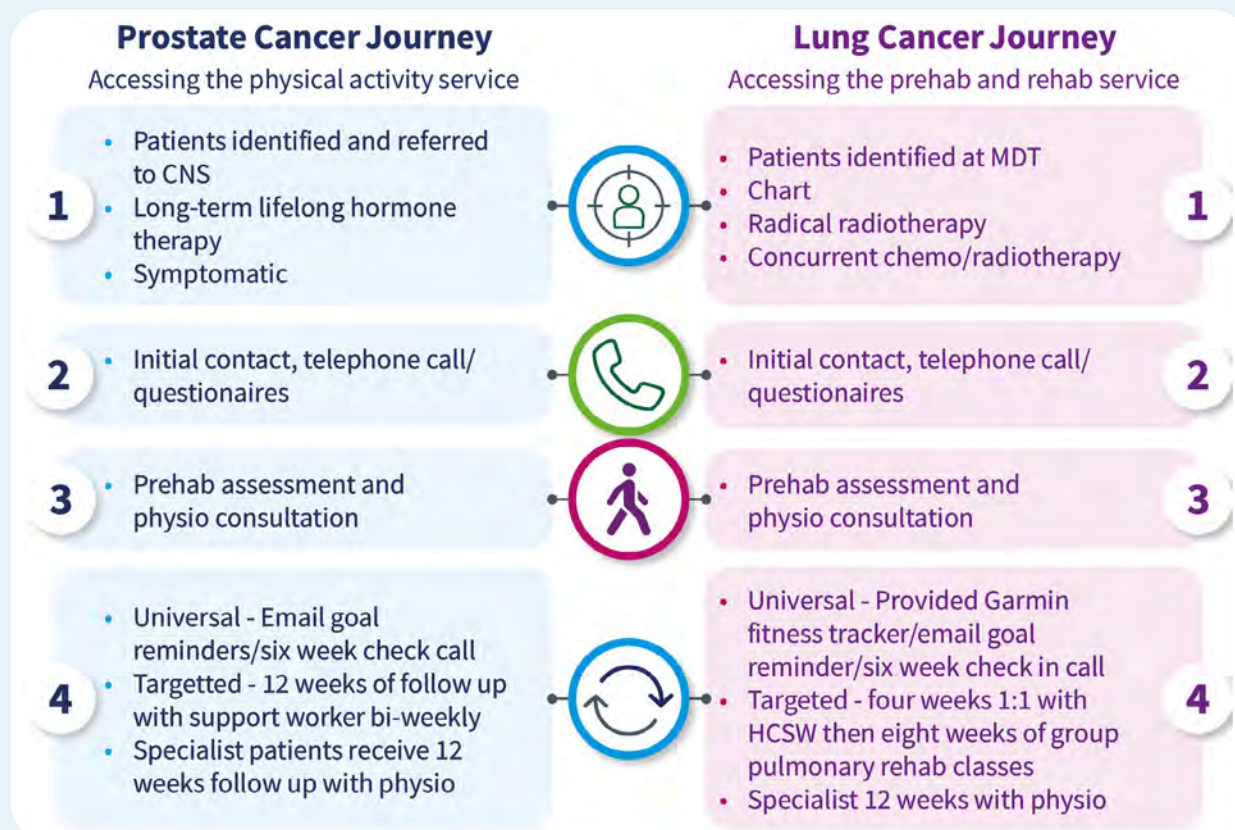 Prostate Cancer Journey
Accessing the physical activity service
1
• Patients identified and referred
to CNS
• Long-term lifelong hormone
therapy
• Symptomatic
2
• Initial contact, telephone call/
questionaires
3
• Prehab assessment and
physio consultation
4
• Universal - Email goal
reminders/six week check call
• Targetted - 12 weeks of follow up
with support worker bi-weekly
• Specialist patients receive 12
weeks follow up with physio
Lung Cancer Journey
Accessing the prehab and rehab service
• Patients identified at MDT
• Chart
• Radical radiotherapy
• Concurrent chemo/radiotherapy
1
• Initial contact, telephone call/
questionaires
2
• Prehab assessment and
physio consultation
3
• Universal - Provided Garmin
fitness tracker/email goal
reminder/six week check in call
• Targeted - four weeks 1:1 with
HCSW then eight weeks of group
pulmonary rehab classes
• Specialist 12 weeks with physio
4